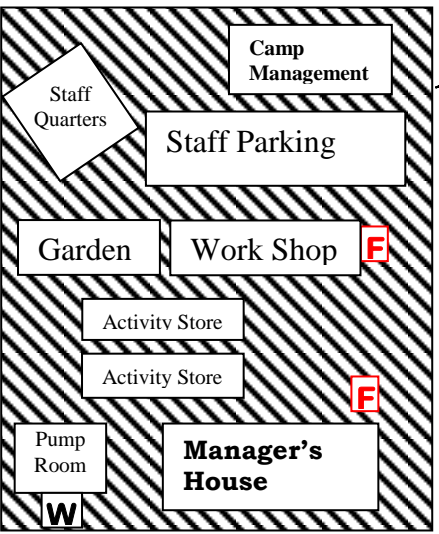 Camp
Management
Staff
Quarters
Staff Parking
Garden
Work Shop
F
Activity Store
Activity Store
F
Pump
Room
Manager's
House
W